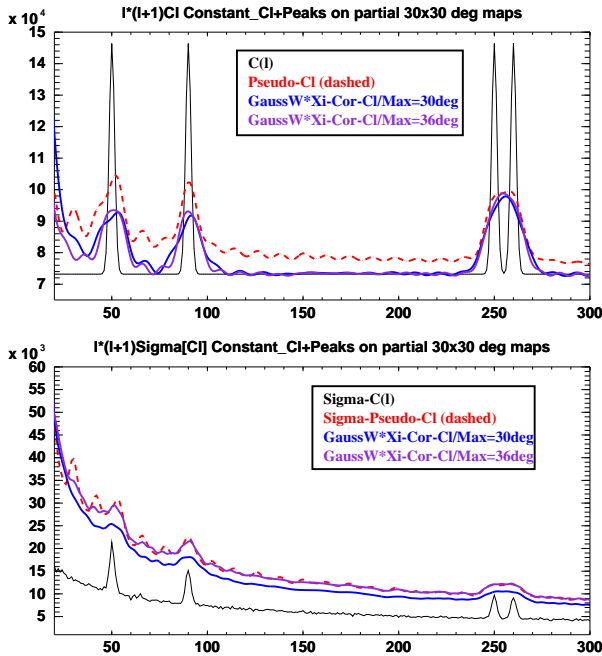 l*(l+1)Cl Constant_Cl+Peaks on partial 30x30 deg maps
x 10⁴
15
14
13
12
11
10
9
8
7
C(l)
Pseudo-Cl (dashed)
GaussW*Xi-Cor-Cl/Max=30deg
GaussW*Xi-Cor-Cl/Max=36deg
50 100 150 200 250 300
l*(l+1)Sigma[Cl] Constant_Cl+Peaks on partial 30x30 deg maps
x 10³
60
55
50
45
40
35
30
25
20
15
10
5
Sigma-C(l)
Sigma-Pseudo-Cl (dashed)
GaussW*Xi-Cor-Cl/Max=30deg
GaussW*Xi-Cor-Cl/Max=36deg
50 100 150 200 250 300